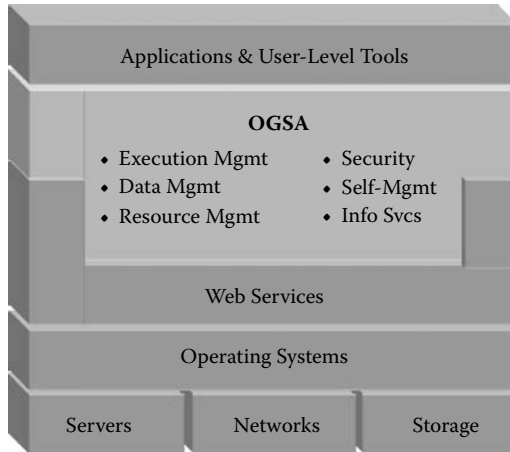 Applications & User-Level Tools
OGSA
• Execution Mgmt
• Data Mgmt
• Resource Mgmt
• Security
• Self-Mgmt
• Info Svcs
Web Services
Operating Systems
Servers
Networks
Storage